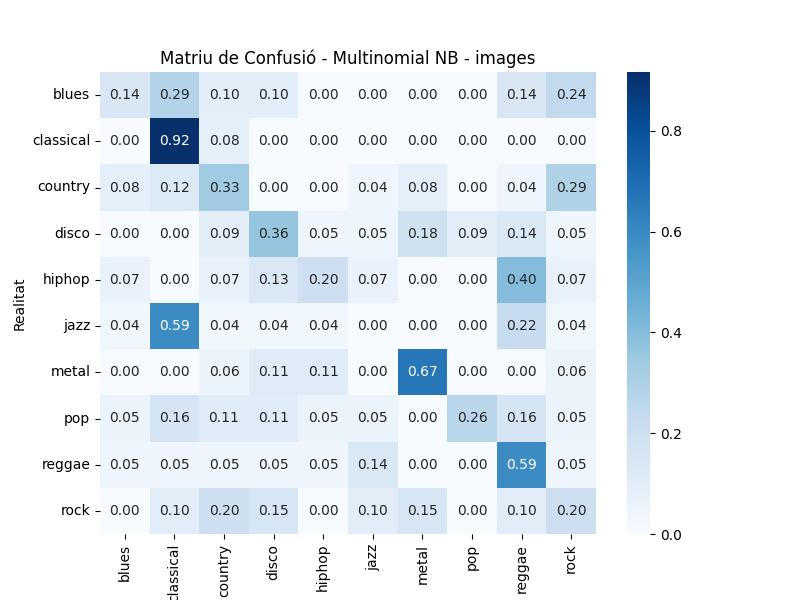 Matriu de Confusió - Multinomial NB - images
Realitat
blues 0.14 0.29 0.10 0.10 0.00 0.00 0.00 0.00 0.14 0.24
classical 0.00 0.92 0.08 0.00 0.00 0.00 0.00 0.00 0.00 0.00
country 0.08 0.12 0.33 0.00 0.00 0.04 0.08 0.00 0.04 0.29
disco 0.00 0.00 0.09 0.36 0.05 0.05 0.18 0.09 0.14 0.05
hiphop 0.07 0.00 0.07 0.13 0.20 0.07 0.00 0.00 0.40 0.07
jazz 0.04 0.59 0.04 0.04 0.04 0.00 0.00 0.00 0.22 0.04
metal 0.00 0.00 0.06 0.11 0.11 0.00 0.67 0.00 0.00 0.06
pop 0.05 0.16 0.11 0.11 0.05 0.05 0.00 0.26 0.16 0.05
reggae 0.05 0.05 0.05 0.05 0.05 0.14 0.00 0.00 0.59 0.05
rock 0.00 0.10 0.20 0.15 0.00 0.10 0.15 0.00 0.10 0.20
blues classical country disco hiphop jazz metal pop reggae rock
0.8
0.6
0.4
0.2
0.0